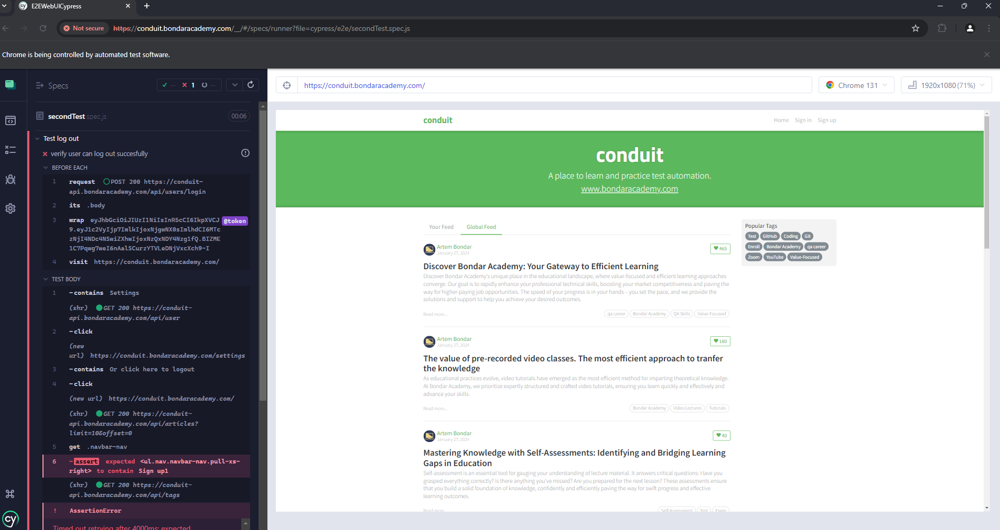 E2EWebUICypress
Not secure https://conduit.bondaracademy.com/__/#/specs/runner?file=cypress/e2e/secondTest.spec.js
Chrome is being controlled by automated test software.
Specs
-- 1 --
secondTest.spec.js 00:06
Test log out
verify user can log out succesfully
BEFORE EACH
1 request POST 200 https://conduit-
api.bondaracademy.com/api/users/login
2 its .body
3 wrap eyJhbGciOiJIUzI1NiIsInR5cCI6IkpXVCJ @token
9.eyJ1c2VyIjp7ImlkIjoxNjgwNX0sImlhdCI6MTc
zNjI4NDc4NSwiZXhwIjoxNzQxNDY4Nzg1fQ.BIZME
1C7Pqwg7weI6nAalSCurzYTVLeDNjVxcXch9-I
4 visit https://conduit.bondaracademy.com/
TEST BODY
1 -contains Settings
(xhr) GET 200 https://conduit-
api.bondaracademy.com/api/user
2 -click
(new
url) https://conduit.bondaracademy.com/settings
3 -contains Or click here to logout
4 -click
(new url) https://conduit.bondaracademy.com/
(xhr) GET 200 https://conduit-
api.bondaracademy.com/api/articles?
limit=10&offset=0
5 get .navbar-nav
6 -assert expected <ul.nav.navbar-nav.pull-xs-
right> to contain Sign up1
(xhr) GET 200 https://conduit-
api.bondaracademy.com/api/tags
! AssertionError
Timed out retrying after 4000ms: expected
cy
https://conduit.bondaracademy.com/
Chrome 131
1920x1080 (71%)
conduit
Home Sign in Sign up
conduit
A place to learn and practice test automation.
www.bondaracademy.com
Your Feed Global Feed
Artem Bondar
January 27, 2024
465
Discover Bondar Academy: Your Gateway to Efficient Learning
Discover Bondar Academy's unique place in the educational landscape, where value-focused and efficient learning approaches
converge. Our goal is to rapidly enhance your professional technical skills, boosting your market competitiveness and paving the
way for higher-paying job opportunities. The speed of your progress is in your hands – you set the pace, and we provide the
solutions and support to help you achieve your desired outcomes.
Read more...
qa career Bondar Academy QA Skills Value-Focused
Artem Bondar
January 27, 2024
180
The value of pre-recorded video classes. The most efficient approach to tranfer
the knowledge
As educational practices evolve, video tutorials have emerged as the most efficient method for imparting theoretical knowledge.
At Bondar Academy, we prioritize expertly structured and crafted video tutorials, ensuring you learn quickly and effectively and
advance your skills.
Read more...
Bondar Academy Video Lectures Tutorials
Artem Bondar
January 27, 2024
40
Mastering Knowledge with Self-Assessments: Identifying and Bridging Learning
Gaps in Education
Self-assessment is an essential tool for gauging your understanding of lecture material. It answers critical questions: Have you
grasped everything correctly? Is there anything you've missed? Are you prepared for the next lesson? These assessments ensure
that you build a solid foundation of knowledge, confidently and efficiently paving the way for swift progress and effective
learning outcomes.
Read more...
Self-Assessment Test Exam
Popular Tags
Test GitHub Coding Git
Enroll Bondar Academy qa career
Zoom YouTube Value-Focused